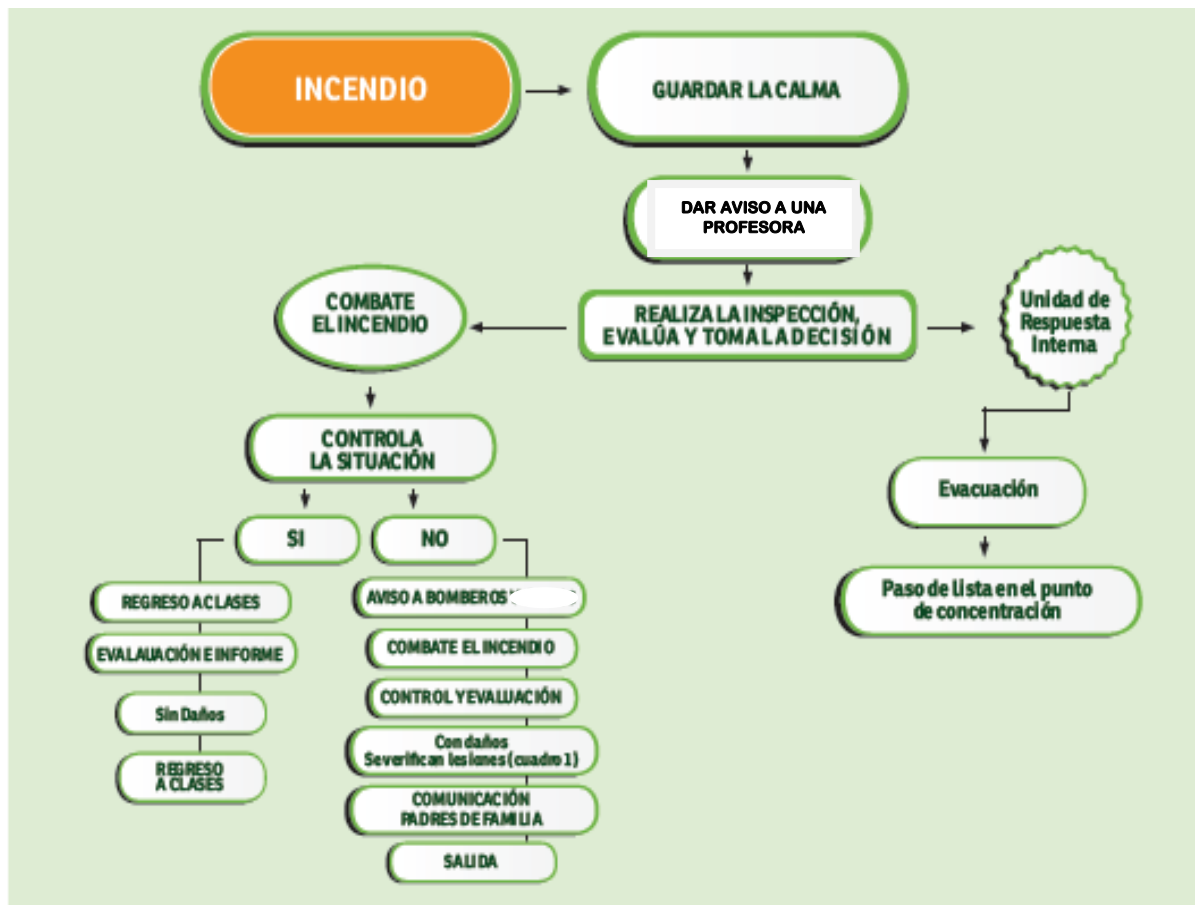 INCENDIO
GUARDAR LA CALMA
DAR AVISO A UNA
PROFESORA
REALIZA LA INSPECCIÓN,
EVALÚA Y TOMA LA DECISIÓN
COMBATE
EL INCENDIO
Unidad de
Respuesta
Interna
CONTROLA
LA SITUACIÓN
SI
NO
REGRESO A CLASES
EVALAUACIÓN E INFORME
Sin Daños
REGRESO
A CLASES
AVISO A BOMBEROS
COMBATE EL INCENDIO
CONTROL Y EVALUACIÓN
Con daños
Se verifican lesiones (cuadro 1)
COMUNICACIÓN
PADRES DE FAMILIA
SALIDA
Evacuación
Paso de lista en el punto
de concentración